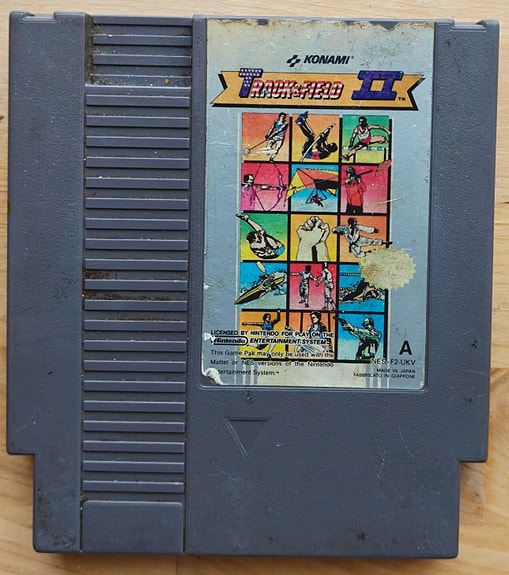 KONAMI®
TRACK & FIELD II™
LICENSED BY NINTENDO FOR PLAY ON THE
Nintendo ENTERTAINMENT SYSTEM
This Game Pak may only be used with the
Mattel or NES versions of the Nintendo
Entertainment System.™
A
NES-F2-UKV
MADE IN JAPAN
FABBRICATO IN GIAPPONE